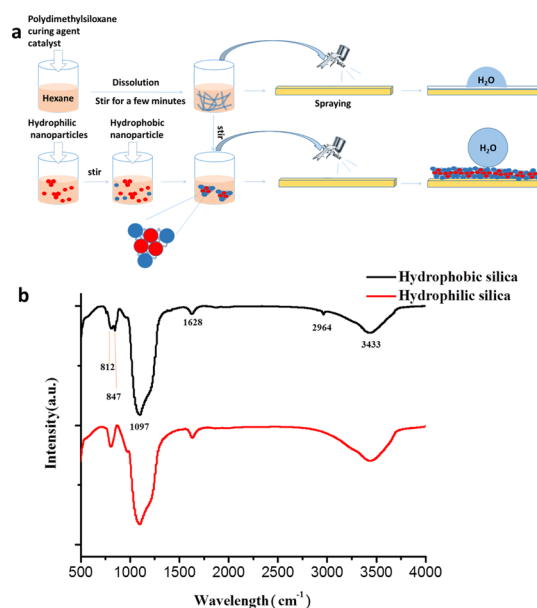 a
Polydimethylsiloxane
curing agent
catalyst
Hexane
Dissolution
Stir for a few minutes
Spraying
H₂O
Hydrophilic
nanoparticles
Hydrophobic
nanoparticle
stir
stir
H₂O
b
Hydrophobic silica
Hydrophilic silica
812
847
1097
1628
2964
3433
Intensity(a.u.)
500 1000 1500 2000 2500 3000 3500 4000
Wavelength(cm⁻¹)